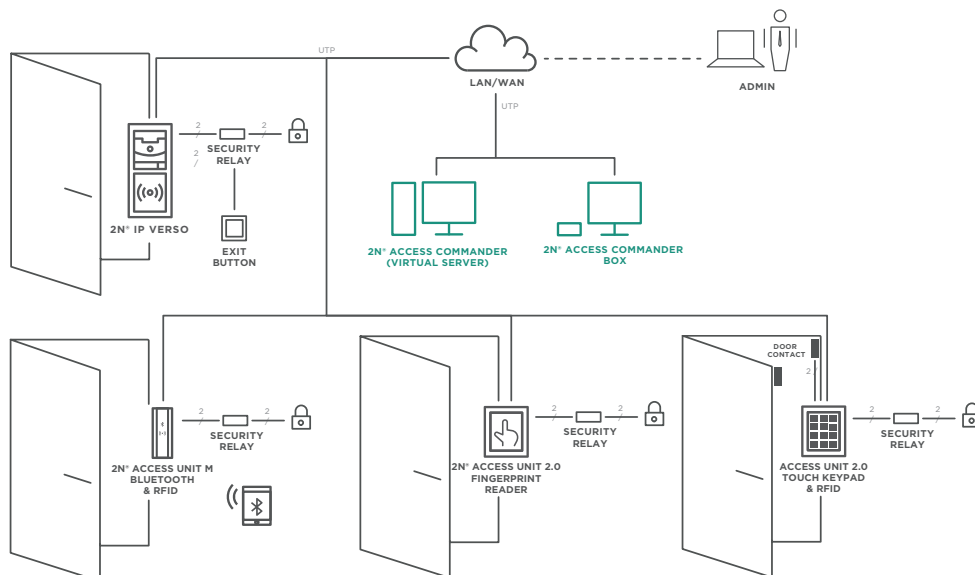 UTP
LAN/WAN
ADMIN
UTP
2
2
SECURITY
RELAY
2
2N® IP VERSO
EXIT
BUTTON
2N® ACCESS COMMANDER
(VIRTUAL SERVER)
2N® ACCESS COMMANDER
BOX
2
2
SECURITY
RELAY
2N® ACCESS UNIT M
BLUETOOTH
& RFID
2
2
SECURITY
RELAY
2N® ACCESS UNIT 2.0
FINGERPRINT
READER
DOOR
CONTACT
2
2
2
SECURITY
RELAY
ACCESS UNIT 2.0
TOUCH KEYPAD
& RFID